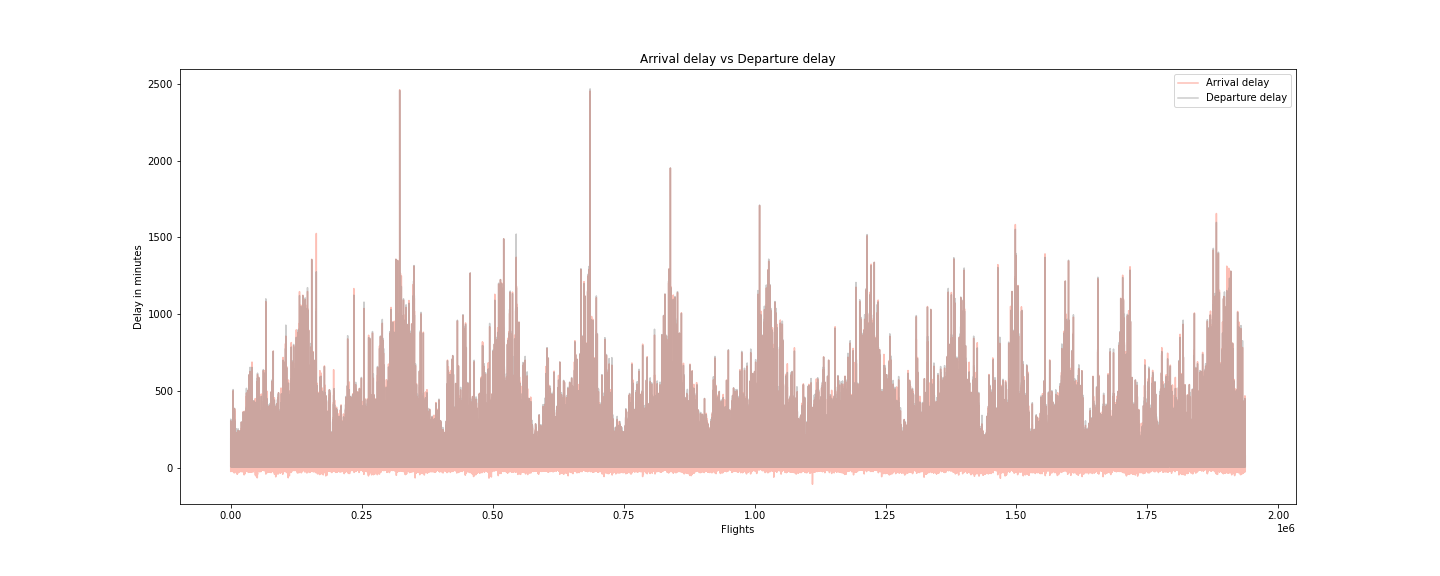 Arrival delay vs Departure delay
Arrival delay
Departure delay
Delay in minutes
2500
2000
1500
1000
500
0
0.00 0.25 0.50 0.75 1.00 1.25 1.50 1.75 2.00
1e6
Flights